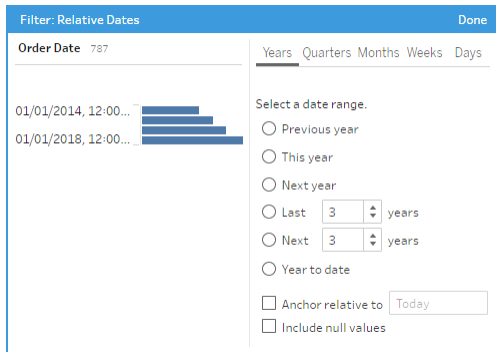 Filter: Relative Dates Done
Order Date 787
01/01/2014, 12:00...
01/01/2018, 12:00...
Years Quarters Months Weeks Days
Select a date range.
Previous year
This year
Next year
Last 3 years
Next 3 years
Year to date
Anchor relative to Today
Include null values